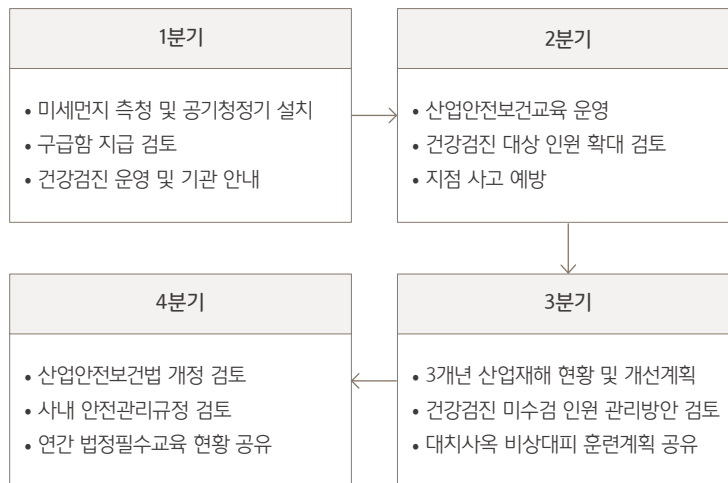 1분기
• 미세먼지 측청 및 공기청정기 설치
• 구급함 지급 검토
• 건강검진 운영 및 기관 안내
2분기
• 산업안전보건교육 운영
• 건강검진 대상 인원 확대 검토
• 지점 사고 예방
3분기
• 3개년 산업재해 현황 및 개선계획
• 건강검진 미수검 인원 관리방안 검토
• 대치사옥 비상대피 훈련계획 공유
4분기
• 산업안전보건법 개정 검토
• 사내 안전관리규정 검토
• 연간 법정필수교육 현황 공유